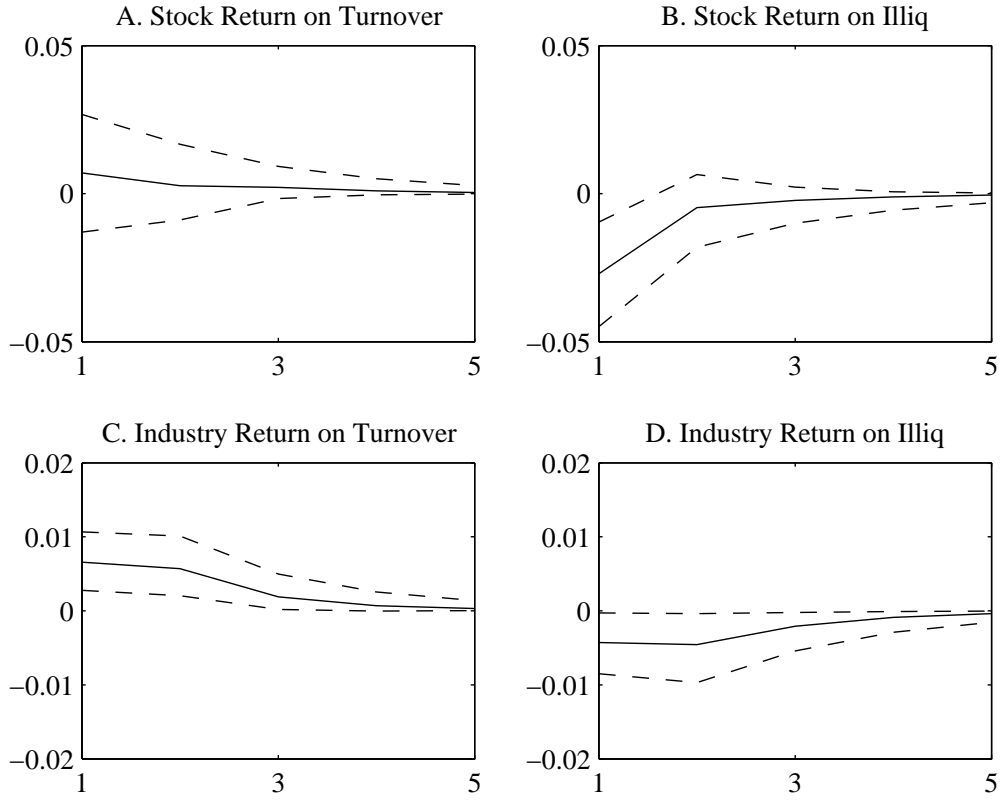 A. Stock Return on Turnover
0.05
0
−0.05
1 3 5
B. Stock Return on Illiq
0.05
0
−0.05
1 3 5
C. Industry Return on Turnover
0.02
0.01
0
−0.01
−0.02
1 3 5
D. Industry Return on Illiq
0.02
0.01
0
−0.01
−0.02
1 3 5